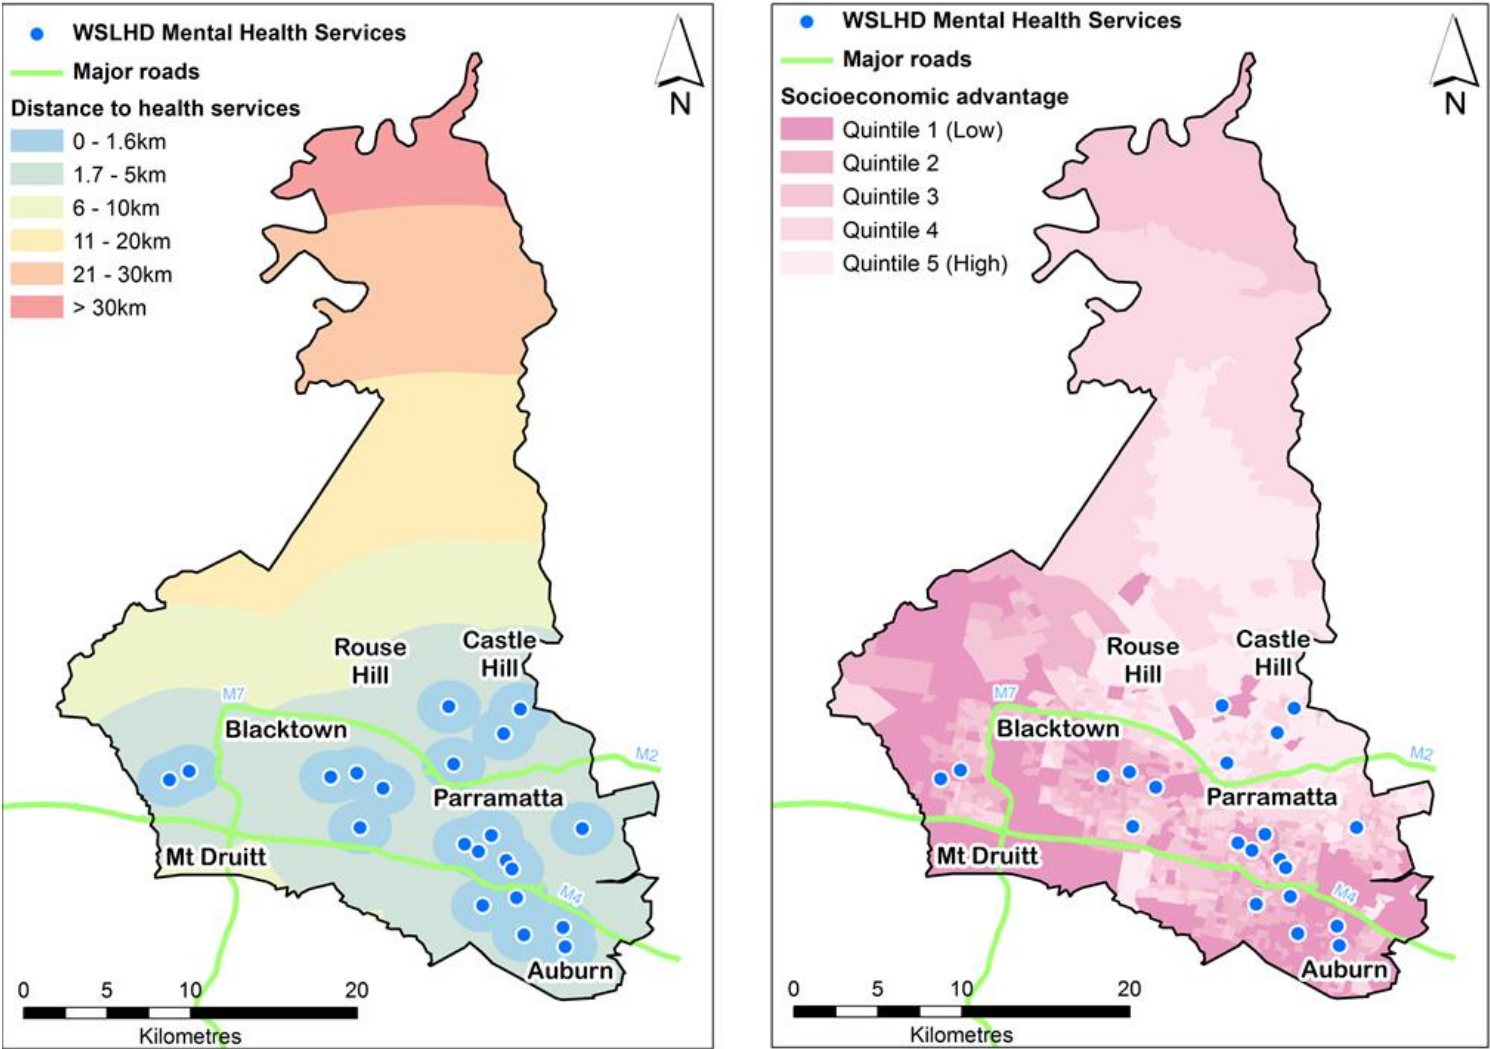 WSLHD Mental Health Services
Major roads
Distance to health services
0 - 1.6km
1.7 - 5km
6 - 10km
11 - 20km
21 - 30km
> 30km
N
Rouse
Hill
Castle
Hill
M7
Blacktown
M2
Parramatta
Mt Druitt
M4
Auburn
0 5 10 20
Kilometres
WSLHD Mental Health Services
Major roads
Socioeconomic advantage
Quintile 1 (Low)
Quintile 2
Quintile 3
Quintile 4
Quintile 5 (High)
N
Rouse
Hill
Castle
Hill
M7
Blacktown
M2
Parramatta
Mt Druitt
M4
Auburn
0 5 10 20
Kilometres